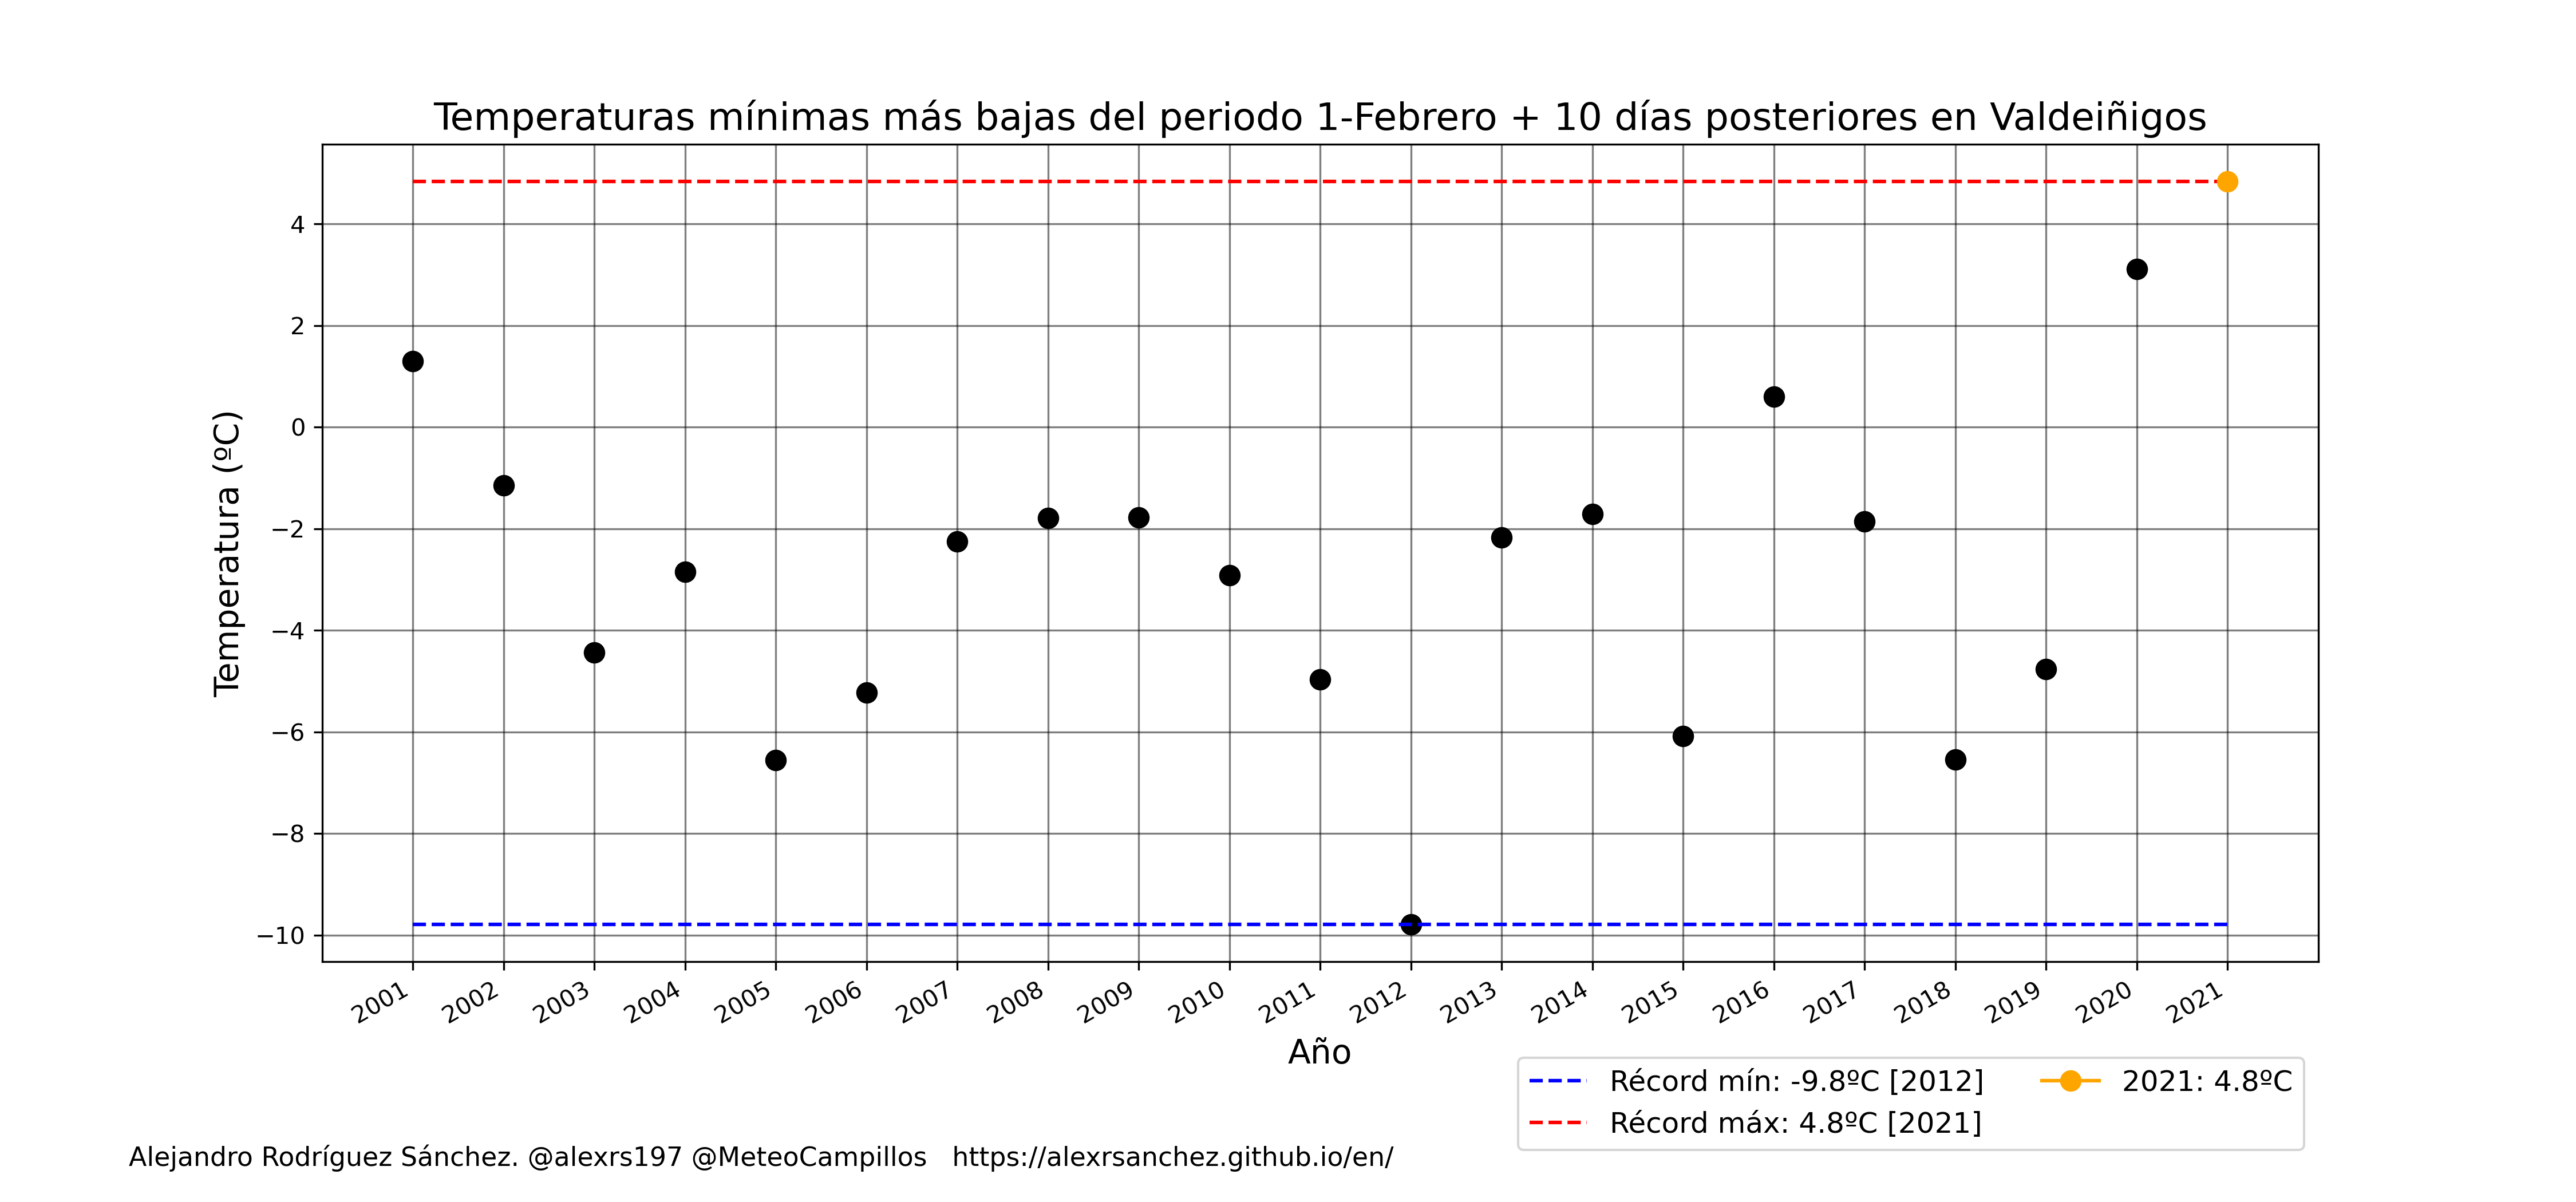 Temperaturas mínimas más bajas del periodo 1-Febrero + 10 días posteriores en Valdeiñigos
Temperatura (ºC)
4
2
0
−2
−4
−6
−8
−10
2001 2002 2003 2004 2005 2006 2007 2008 2009 2010 2011 2012 2013 2014 2015 2016 2017 2018 2019 2020 2021
Año
Récord mín: -9.8ºC [2012] 2021: 4.8ºC
Récord máx: 4.8ºC [2021]
Alejandro Rodríguez Sánchez. @alexrs197 @MeteoCampillos https://alexrsanchez.github.io/en/